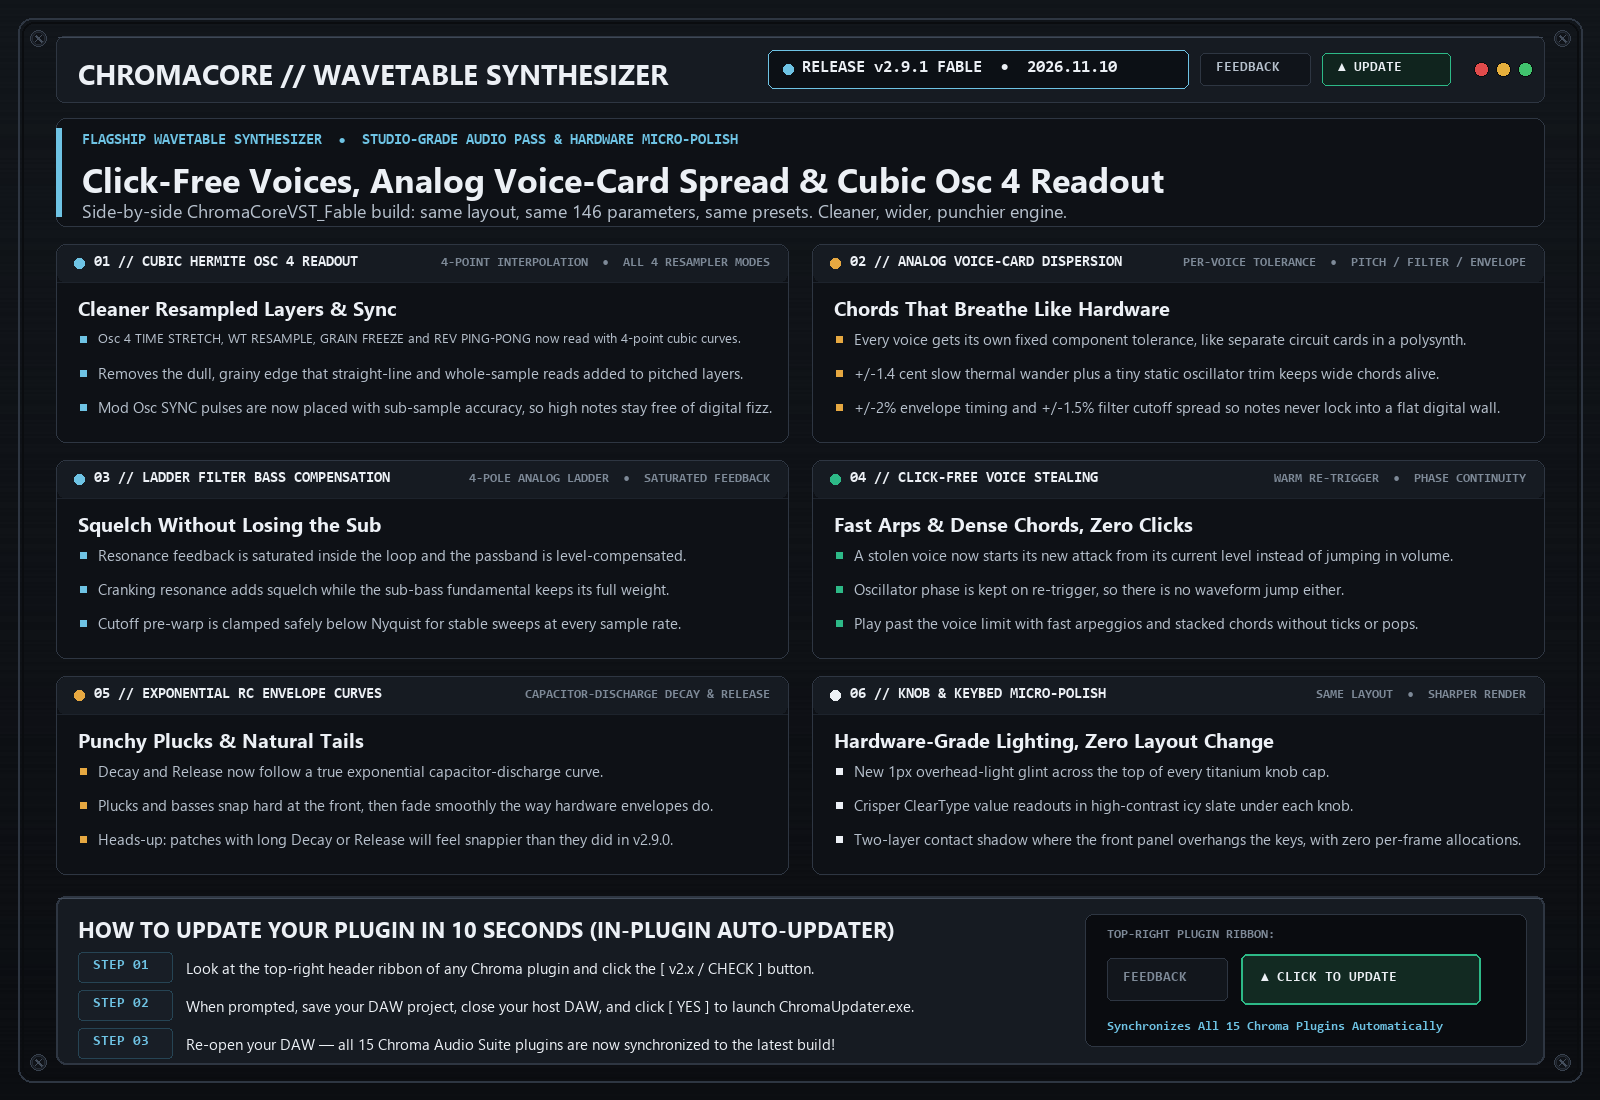 CHROMACORE // WAVETABLE SYNTHESIZER
RELEASE v2.9.1 FABLE • 2026.11.10
FEEDBACK
▲ UPDATE
FLAGSHIP WAVETABLE SYNTHESIZER • STUDIO-GRADE AUDIO PASS & HARDWARE MICRO-POLISH
Click-Free Voices, Analog Voice-Card Spread & Cubic Osc 4 Readout
Side-by-side ChromaCoreVST_Fable build: same layout, same 146 parameters, same presets. Cleaner, wider, punchier engine.
01 // CUBIC HERMITE OSC 4 READOUT
4-POINT INTERPOLATION • ALL 4 RESAMPLER MODES
Cleaner Resampled Layers & Sync
Osc 4 TIME STRETCH, WT RESAMPLE, GRAIN FREEZE and REV PING-PONG now read with 4-point cubic curves.
Removes the dull, grainy edge that straight-line and whole-sample reads added to pitched layers.
Mod Osc SYNC pulses are now placed with sub-sample accuracy, so high notes stay free of digital fizz.
02 // ANALOG VOICE-CARD DISPERSION
PER-VOICE TOLERANCE • PITCH / FILTER / ENVELOPE
Chords That Breathe Like Hardware
Every voice gets its own fixed component tolerance, like separate circuit cards in a polysynth.
+/-1.4 cent slow thermal wander plus a tiny static oscillator trim keeps wide chords alive.
+/-2% envelope timing and +/-1.5% filter cutoff spread so notes never lock into a flat digital wall.
03 // LADDER FILTER BASS COMPENSATION
4-POLE ANALOG LADDER • SATURATED FEEDBACK
Squelch Without Losing the Sub
Resonance feedback is saturated inside the loop and the passband is level-compensated.
Cranking resonance adds squelch while the sub-bass fundamental keeps its full weight.
Cutoff pre-warp is clamped safely below Nyquist for stable sweeps at every sample rate.
04 // CLICK-FREE VOICE STEALING
WARM RE-TRIGGER • PHASE CONTINUITY
Fast Arps & Dense Chords, Zero Clicks
A stolen voice now starts its new attack from its current level instead of jumping in volume.
Oscillator phase is kept on re-trigger, so there is no waveform jump either.
Play past the voice limit with fast arpeggios and stacked chords without ticks or pops.
05 // EXPONENTIAL RC ENVELOPE CURVES
CAPACITOR-DISCHARGE DECAY & RELEASE
Punchy Plucks & Natural Tails
Decay and Release now follow a true exponential capacitor-discharge curve.
Plucks and basses snap hard at the front, then fade smoothly the way hardware envelopes do.
Heads-up: patches with long Decay or Release will feel snappier than they did in v2.9.0.
06 // KNOB & KEYBED MICRO-POLISH
SAME LAYOUT • SHARPER RENDER
Hardware-Grade Lighting, Zero Layout Change
New 1px overhead-light glint across the top of every titanium knob cap.
Crisper ClearType value readouts in high-contrast icy slate under each knob.
Two-layer contact shadow where the front panel overhangs the keys, with zero per-frame allocations.
HOW TO UPDATE YOUR PLUGIN IN 10 SECONDS (IN-PLUGIN AUTO-UPDATER)
STEP 01
Look at the top-right header ribbon of any Chroma plugin and click the [ v2.x / CHECK ] button.
STEP 02
When prompted, save your DAW project, close your host DAW, and click [ YES ] to launch ChromaUpdater.exe.
STEP 03
Re-open your DAW — all 15 Chroma Audio Suite plugins are now synchronized to the latest build!
TOP-RIGHT PLUGIN RIBBON:
FEEDBACK
▲ CLICK TO UPDATE
Synchronizes All 15 Chroma Plugins Automatically